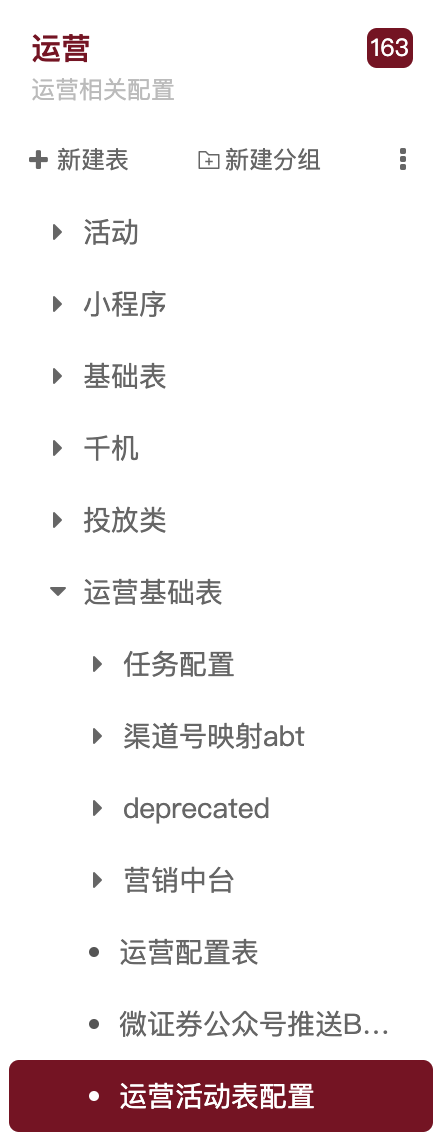 运营
163
运营相关配置
新建表
新建分组
活动
小程序
基础表
千机
投放类
运营基础表
任务配置
渠道号映射abt
deprecated
营销中台
运营配置表
微证券公众号推送B...
运营活动表配置